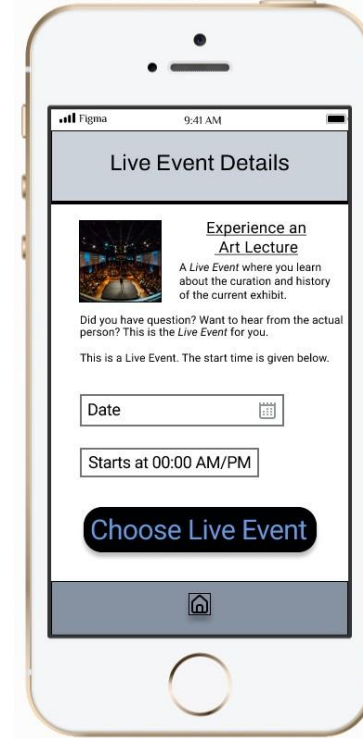 Figma 9:41 AM
Live Event Details
Experience an
Art Lecture
A Live Event where you learn
about the curation and history
of the current exhibit.
Did you have question? Want to hear from the actual
person? This is the Live Event for you.
This is a Live Event. The start time is given below.
Date
Starts at 00:00 AM/PM
Choose Live Event